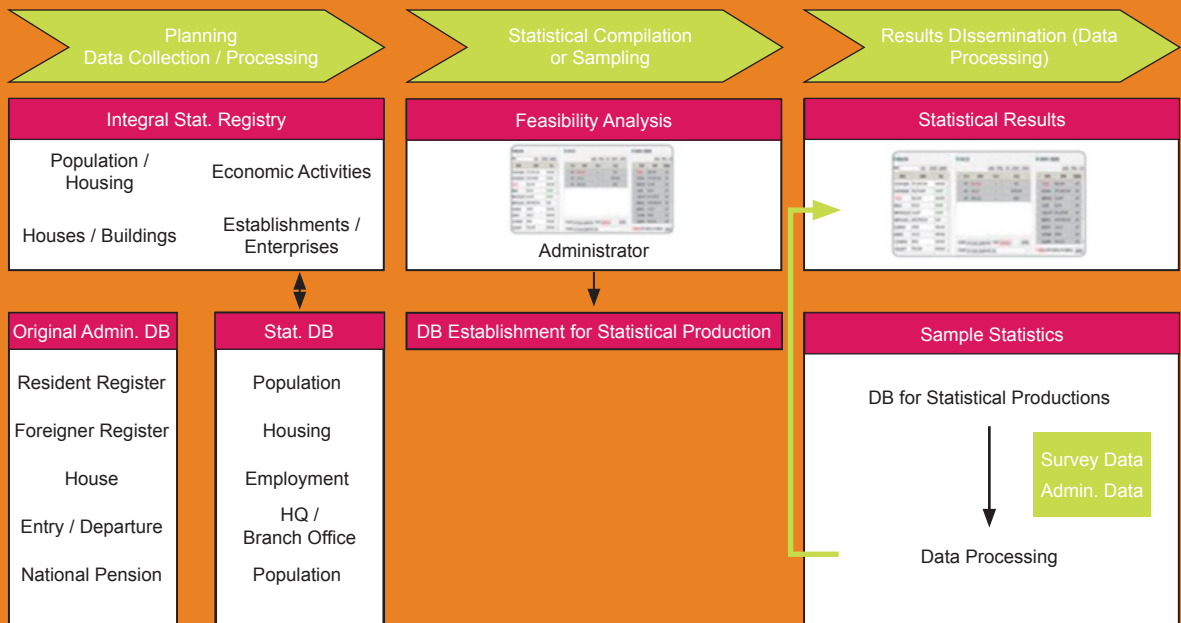 Planning
Data Collection / Processing
Statistical Compilation
or Sampling
Results DIssemination (Data
Processing)
Integral Stat. Registry
Population /
Housing
Economic Activities
Houses / Buildings
Establishments /
Enterprises
Feasibility Analysis
Administrator
Statistical Results
Original Admin. DB
Resident Register
Foreigner Register
House
Entry / Departure
National Pension
Stat. DB
Population
Housing
Employment
HQ /
Branch Office
Population
DB Establishment for Statistical Production
Sample Statistics
DB for Statistical Productions
Survey Data
Admin. Data
Data Processing